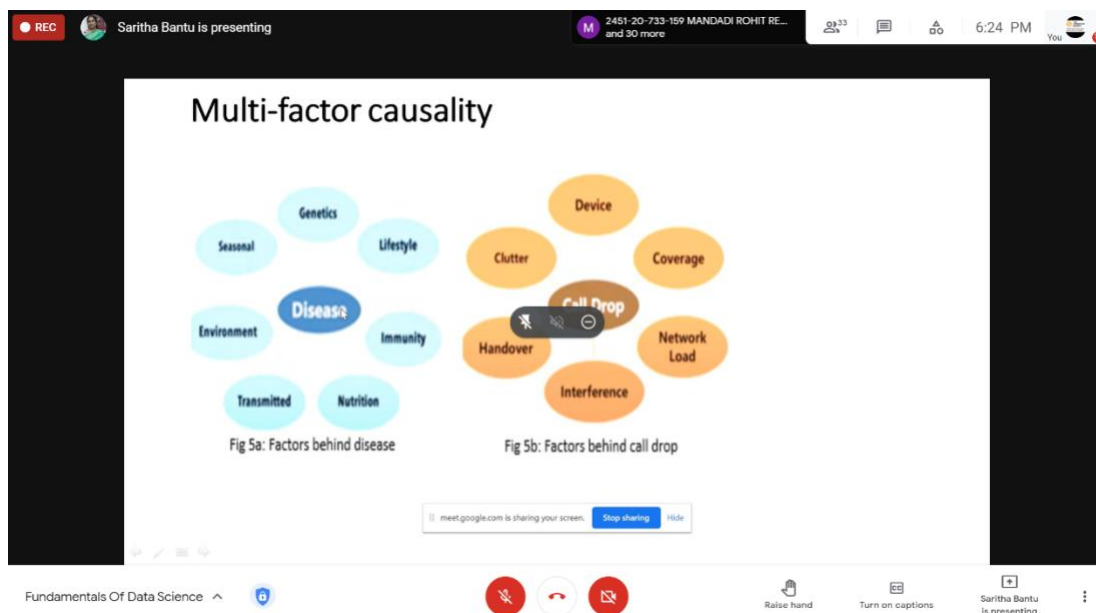 REC
Saritha Bantu is presenting
M
2451-20-733-159 MANDADI ROHIT RE...
and 30 more
33
6:24 PM
You
Multi-factor causality
Genetics
Seasonal
Lifestyle
Disease
Environment
Immunity
Transmitted
Nutrition
Fig 5a: Factors behind disease
Device
Clutter
Coverage
Call Drop
Handover
Network
Load
Interference
Fig 5b: Factors behind call drop
meet.google.com is sharing your screen.
Stop sharing
Hide
Fundamentals Of Data Science
Raise hand
CC
Turn on captions
Saritha Bantu
is presenting